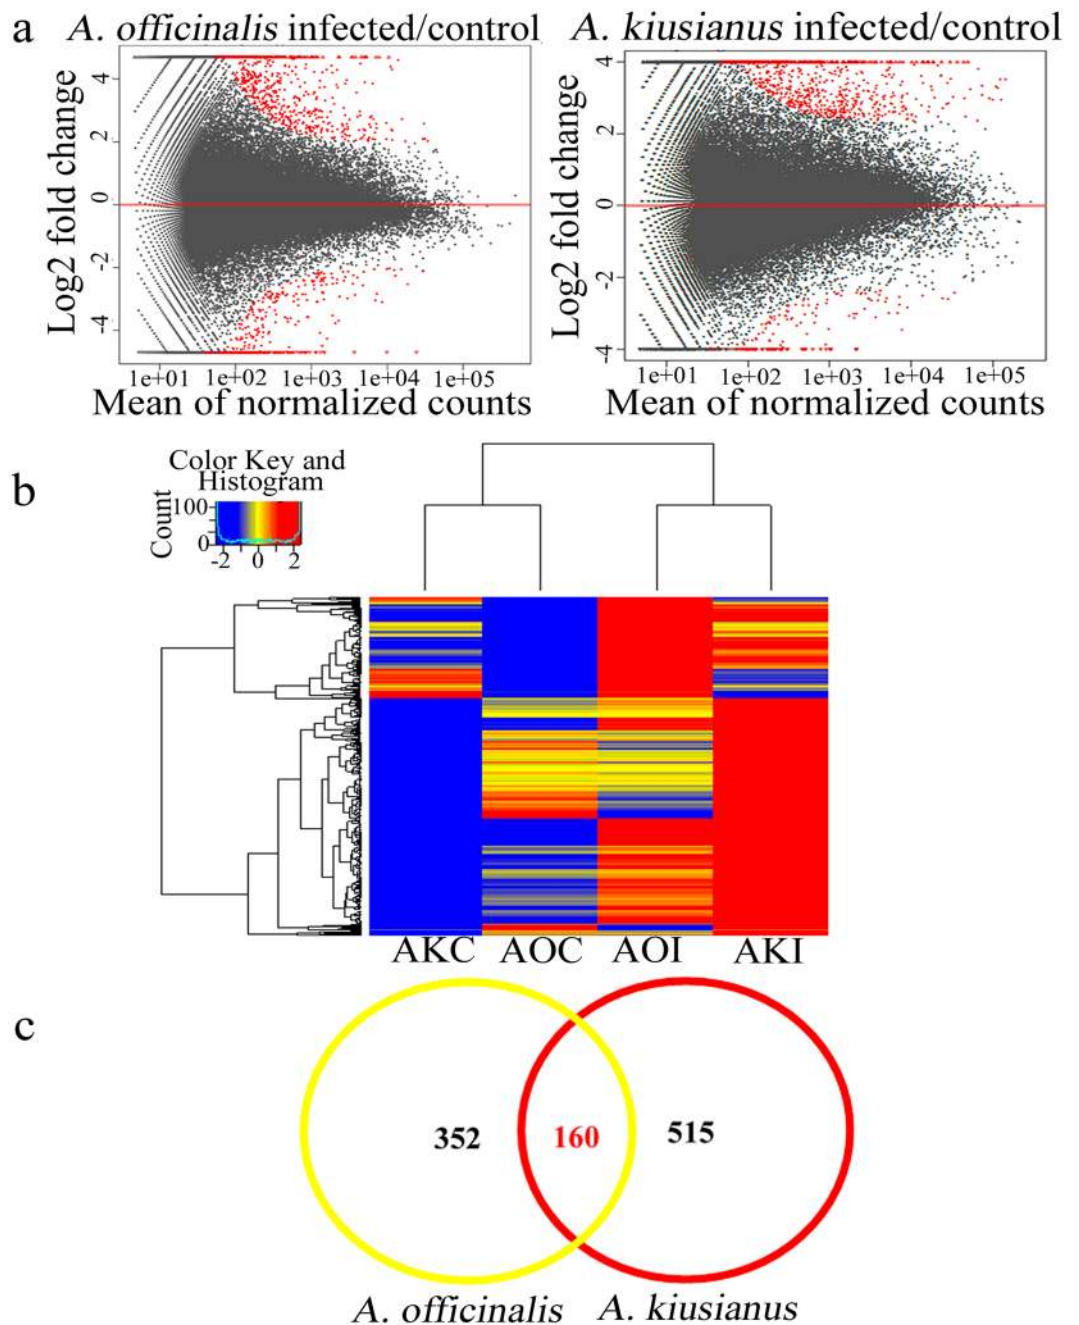 a
A. officinalis infected/control
A. kiusianus infected/control
Log2 fold change
4
2
0
-2
-4
1e+01 1e+02 1e+03 1e+04 1e+05
Mean of normalized counts
Log2 fold change
4
2
0
-2
-4
1e+01 1e+02 1e+03 1e+04 1e+05
Mean of normalized counts
b
Color Key and
Histogram
Count
100
0
-2 0 2
AKC AOC AOI AKI
c
352 160 515
A. officinalis A. kiusianus